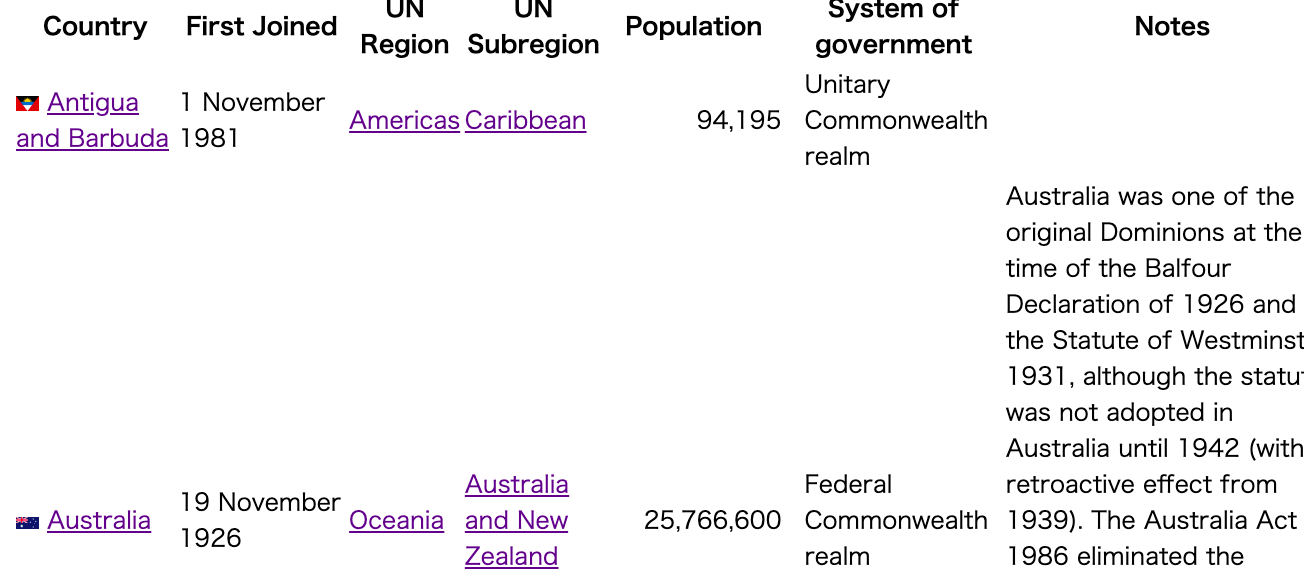 Country
First Joined
UN
Region
UN
Subregion
Population
System of
government
Notes
Antigua
and Barbuda
1 November
1981
Americas
Caribbean
94,195
Unitary
Commonwealth
realm
Australia
19 November
1926
Oceania
Australia
and New
Zealand
25,766,600
Federal
Commonwealth
realm
Australia was one of the
original Dominions at the
time of the Balfour
Declaration of 1926 and
the Statute of Westminst
1931, although the statut
was not adopted in
Australia until 1942 (with
retroactive effect from
1939). The Australia Act
1986 eliminated the